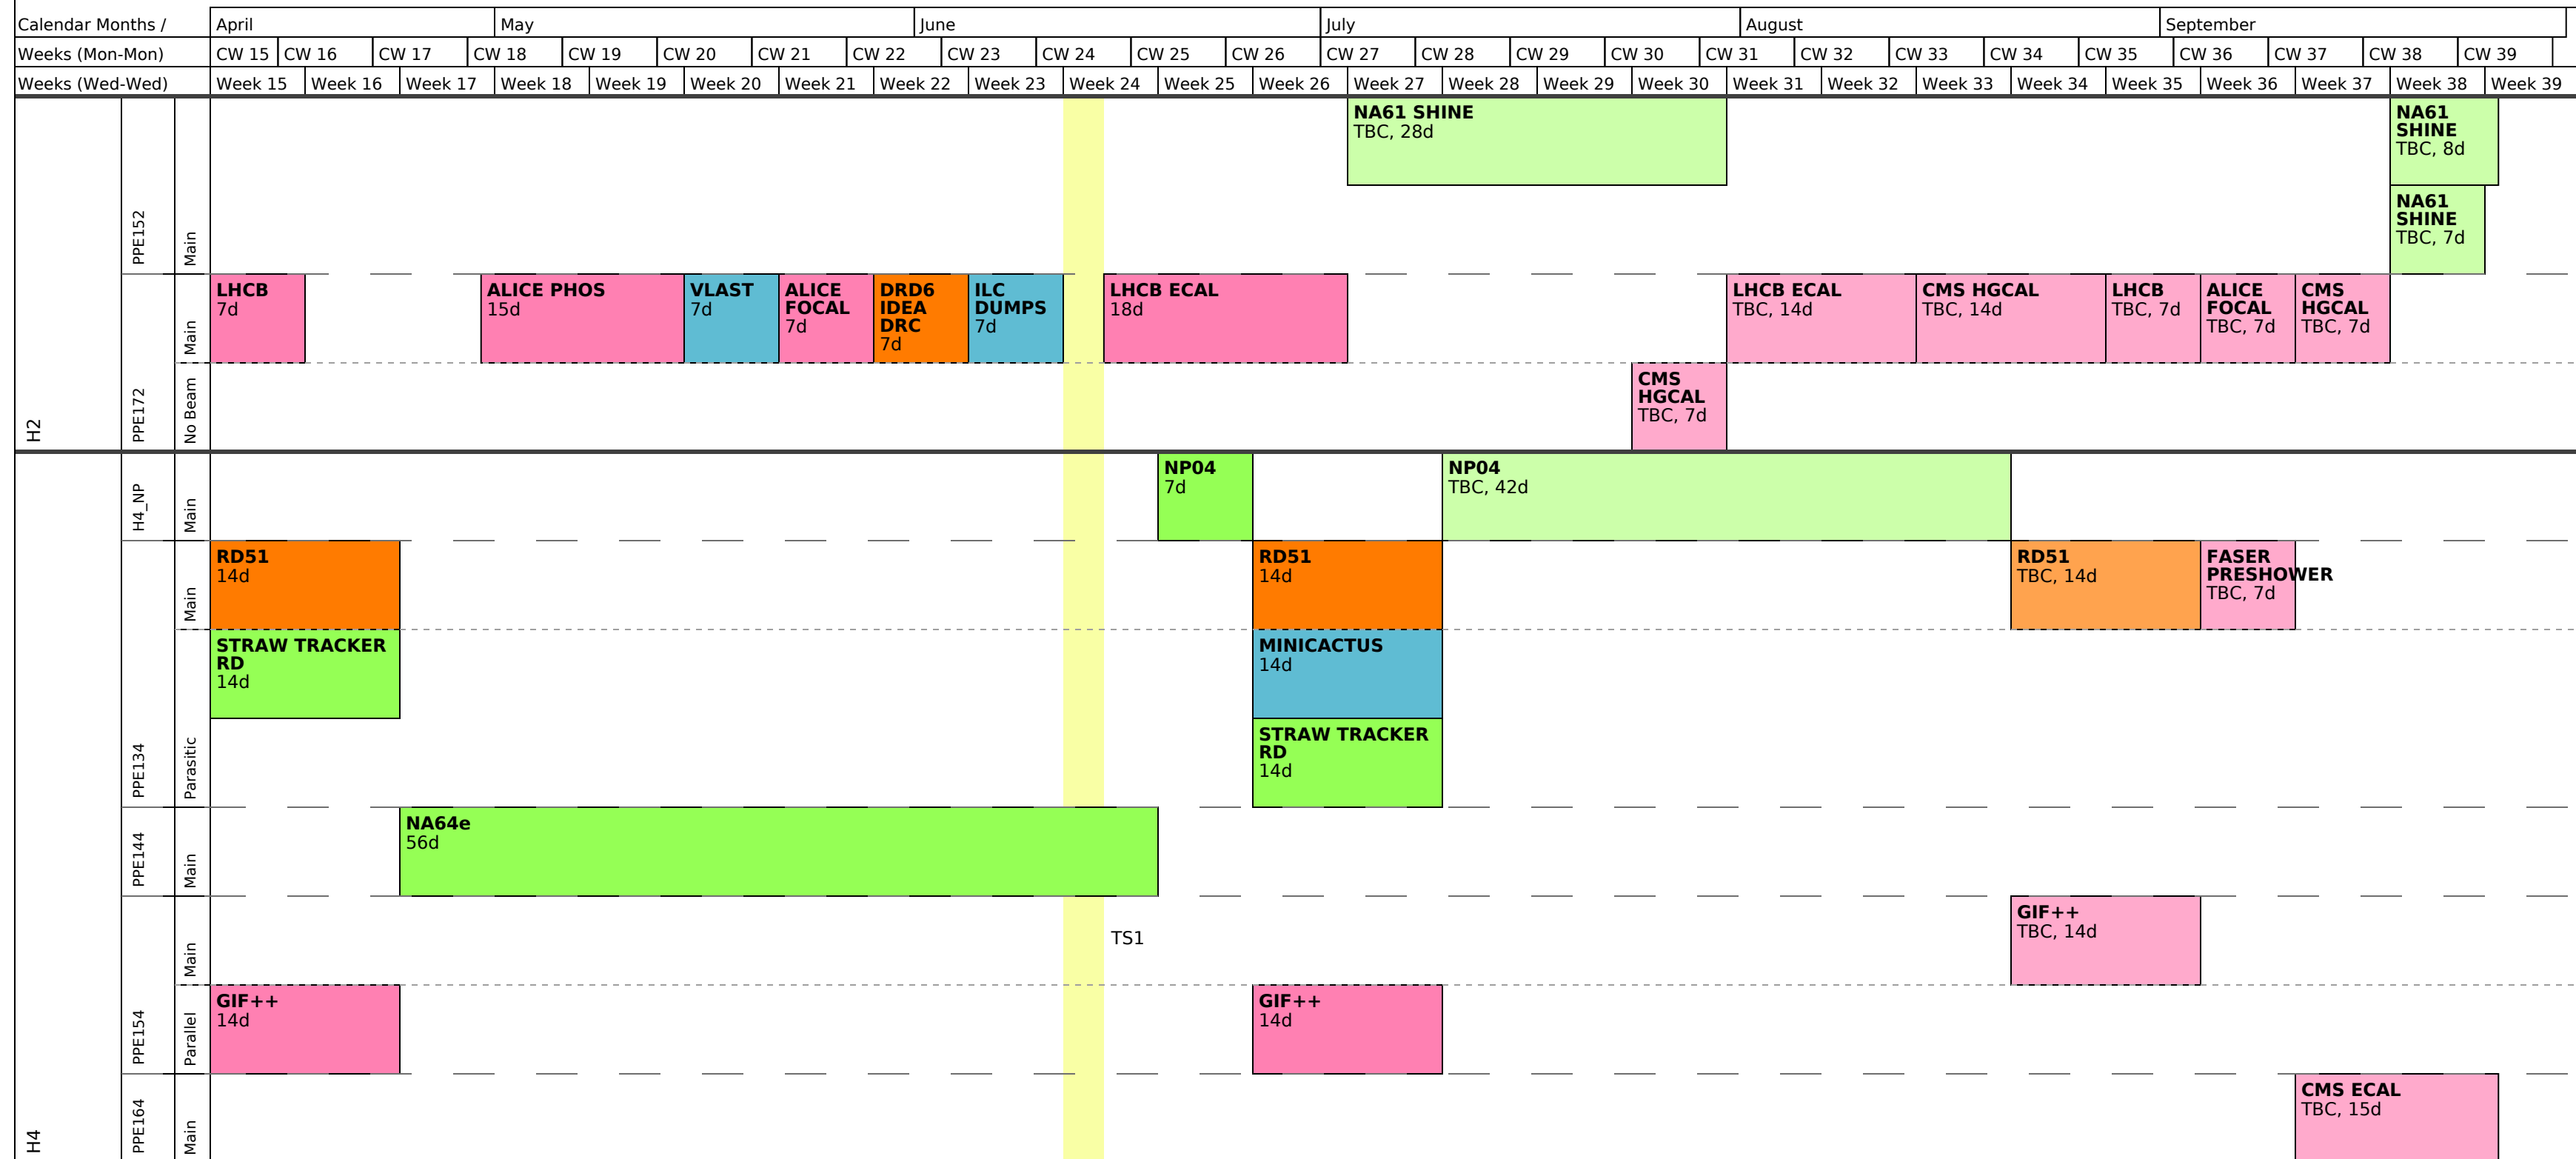 Calendar Months /
April May June July August September
Weeks (Mon-Mon)
CW 15 CW 16 CW 17 CW 18 CW 19 CW 20 CW 21 CW 22 CW 23 CW 24 CW 25 CW 26 CW 27 CW 28 CW 29 CW 30 CW 31 CW 32 CW 33 CW 34 CW 35 CW 36 CW 37 CW 38 CW 39
Weeks (Wed-Wed)
Week 15 Week 16 Week 17 Week 18 Week 19 Week 20 Week 21 Week 22 Week 23 Week 24 Week 25 Week 26 Week 27 Week 28 Week 29 Week 30 Week 31 Week 32 Week 33 Week 34 Week 35 Week 36 Week 37 Week 38 Week 39
H2
PPE152
Main
NA61 SHINE
TBC, 28d
NA61
SHINE
TBC, 8d
NA61
SHINE
TBC, 7d
PPE172
Main
LHCB
7d
ALICE PHOS
15d
VLAST
7d
ALICE
FOCAL
7d
DRD6
IDEA
DRC
7d
ILC
DUMPS
7d
LHCB ECAL
18d
LHCB ECAL
TBC, 14d
CMS HGCAL
TBC, 14d
LHCB
TBC, 7d
ALICE
FOCAL
TBC, 7d
CMS
HGCAL
TBC, 7d
No Beam
CMS
HGCAL
TBC, 7d
H4
H4_NP
Main
NP04
7d
NP04
TBC, 42d
PPE134
Main
RD51
14d
RD51
14d
RD51
TBC, 14d
FASER
PRESHOWER
TBC, 7d
Parasitic
STRAW TRACKER
RD
14d
MINICACTUS
14d
STRAW TRACKER
RD
14d
PPE144
Main
NA64e
56d
PPE154
Main
TS1
GIF++
TBC, 14d
Parallel
GIF++
14d
GIF++
14d
PPE164
Main
CMS ECAL
TBC, 15d